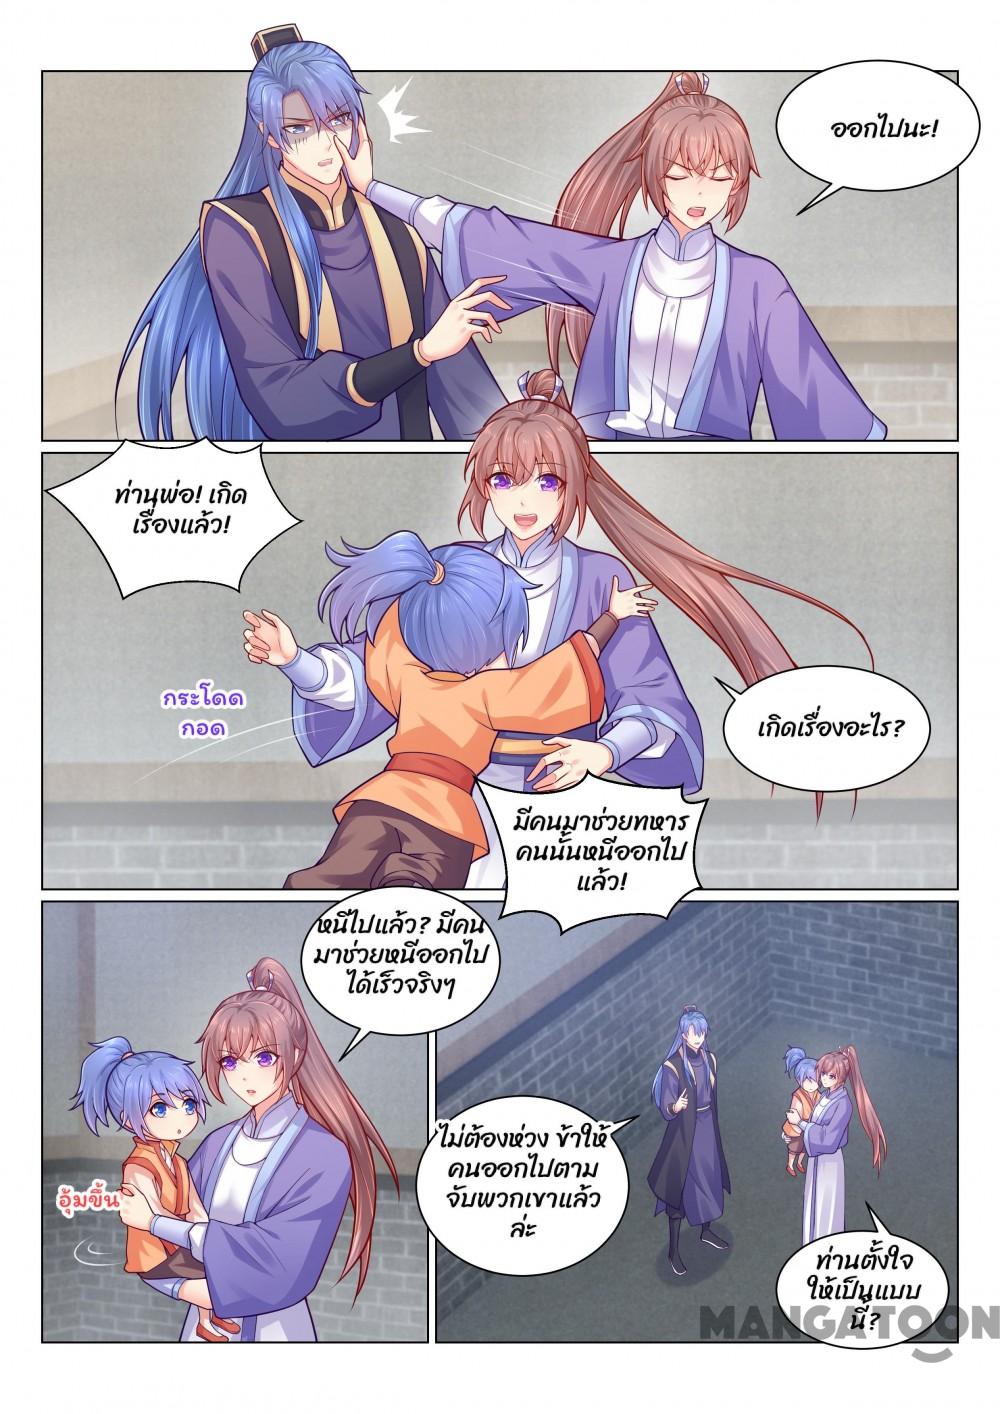 ออกไปนะ!
ท่านพ่อ! เกิด
เรื่องแล้ว!
กระโดด
กอด
เกิดเรื่องอะไร?
มีคนมาช่วยทหาร
คนนั้นหนีออกไป
แล้ว!
หนีไปแล้ว? มีคน
มาช่วยหนีออกไป
ได้เร็วจริงๆ
อุ้มขึ้น
ไม่ต้องห่วง ข้าให้
คนออกไปตาม
จับพวกเขาแล้ว
ล่ะ
ท่านตั้งใจ
ให้เป็นแบบ
นี้?
MANGATOON